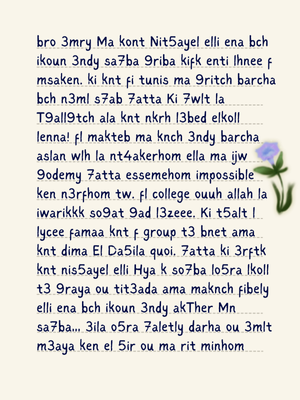 bro 3mry Ma kont Nit5ayel elli ena bch
ikoun 3ndy sa7ba 9riba kifk enti lhnee f
msaken. ki knt fi tunis ma 9ritch barcha
bch n3ml s7ab 7atta Ki 7wlt la
T9all9tch ala knt nkrh l3bed elkoll
lenna! fl makteb ma knch 3ndy barcha
aslan wlh la nt4akerhom ella ma ijw
9odemy 7atta essemehom impossible
ken n3rfhom tw. fl college ouuh allah la
iwarikkk so9at 9ad l3zeee. Ki t5alt l
lycee famaa knt f group t3 bnet ama
knt dima El Da5ila quoi, 7atta ki 3rftk
knt nis5ayel elli Hya k so7ba lo5ra lkoll
t3 9raya ou tit3ada ama maknch fibely
elli ena bch ikoun 3ndy akTher Mn
sa7ba... 3ila o5ra 7aletly darha ou 3mlt
m3aya ken el 5ir ou ma rit minhom